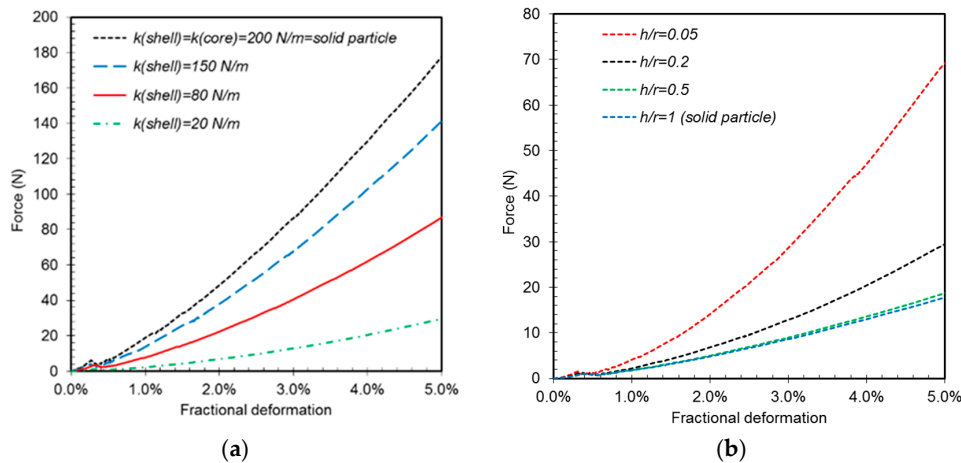 200
180
160
140
120
100
80
60
40
20
0
Force (N)
k(shell)=k(core)=200 N/m=solid particle
k(shell)=150 N/m
k(shell)=80 N/m
k(shell)=20 N/m
0.0% 1.0% 2.0% 3.0% 4.0% 5.0%
Fractional deformation
(a)
80
70
60
50
40
30
20
10
0
Force (N)
h/r=0.05
h/r=0.2
h/r=0.5
h/r=1 (solid particle)
0.0% 1.0% 2.0% 3.0% 4.0% 5.0%
Fractional deformation
(b)